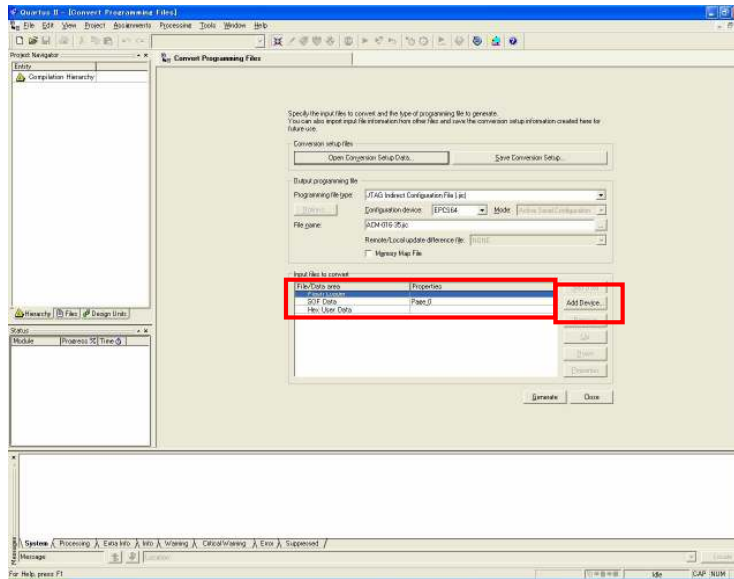 Quartus II - [Convert Programming Files]
File Edit View Project Assignments Processing Tools Window Help
Project Navigator
Entity
Compilation Hierarchy
Convert Programming Files
Specify the input files to convert and the type of programming file to generate.
You can also import input file information from other files and save the conversion setup information created here for
future use.
Conversion setup files
Open Conversion Setup Data...
Save Conversion Setup...
Output programming file
Programming file type:
JTAG Indirect Configuration File (.jic)
Options...
Configuration device:
EPCS64
Mode:
Active Serial Configuration
File name:
ACM-016-35.jic
...
Remote/Local update difference file:
NONE
Memory Map File
Input files to convert
File/Data area
Properties
Flash Loader
SOF Data
Page_0
Hex User Data
Add Device...
Up
Down
Properties
Generate
Close
Hierarchy
Files
Design Units
Status
Module
Progress %
Time
System
Processing
Extra Info
Info
Warning
Critical Warning
Error
Suppressed
Messages
Message
Location:
Locate
For Help, press F1
Idle
CAP
NUM